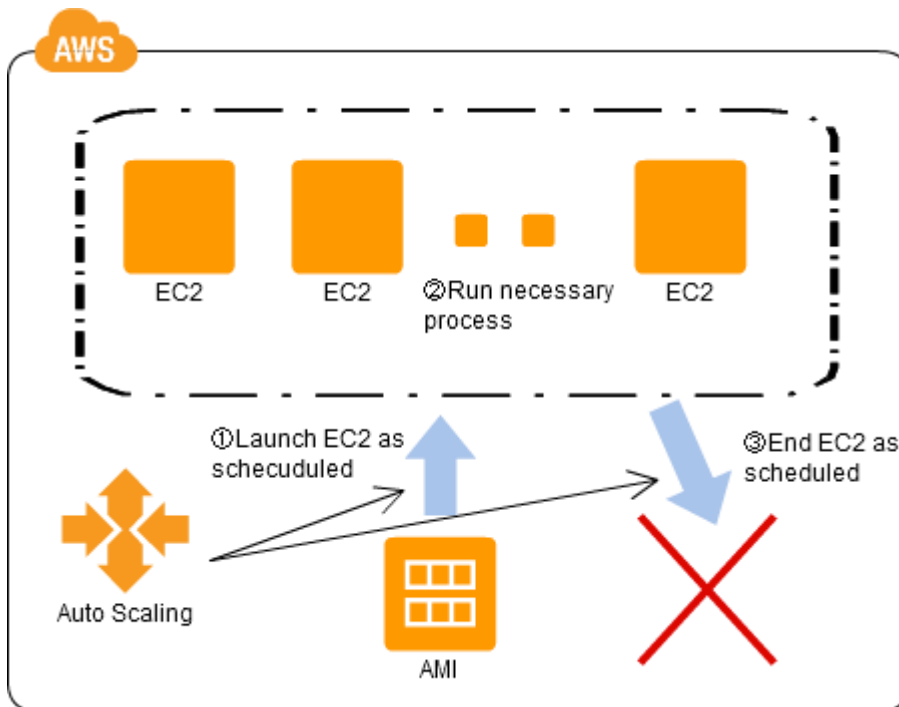 AWS
EC2
EC2
②Run necessary
process
EC2
①Launch EC2 as
schecuduled
③End EC2 as
scheduled
Auto Scaling
AMI